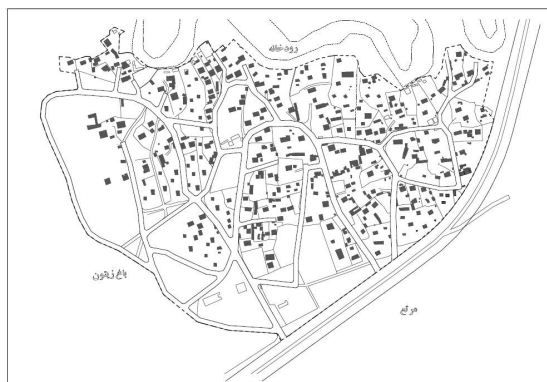 رودخانه
باغ زیتون
مرتع